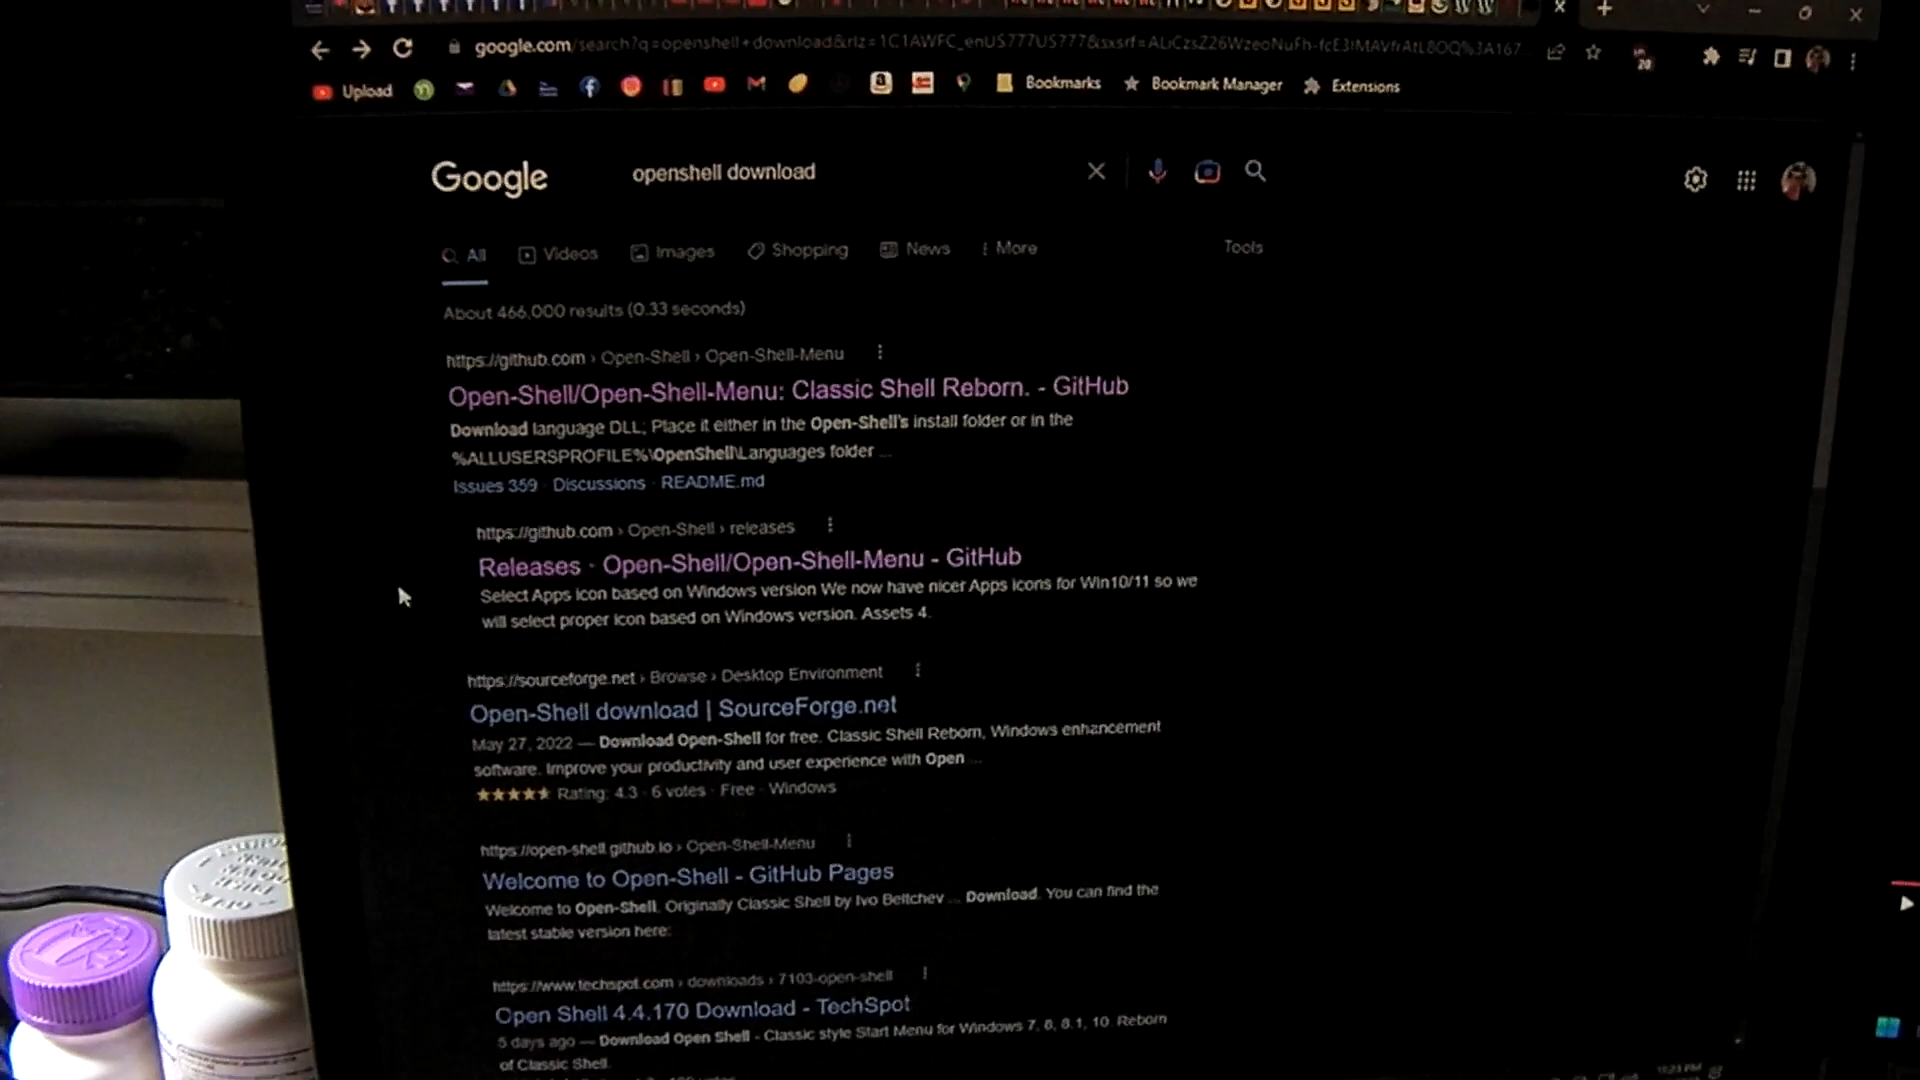 google.com/search?q=openshell+download&rlz=1C1AWFC_enUS777US777&sxsrf=
20
Upload
Bookmarks
Bookmark Manager
Extensions
Google
openshell download
All
Videos
Images
Shopping
News
More
Tools
About 466,000 results (0.33 seconds)
https://github.com › Open-Shell › Open-Shell-Menu
Open-Shell/Open-Shell-Menu: Classic Shell Reborn. - GitHub
Download language DLL; Place it either in the Open-Shell's install folder or in the
%ALLUSERSPROFILE%\OpenShell\Languages folder ...
Issues 359 · Discussions · README.md
https://github.com › Open-Shell › releases
Releases · Open-Shell/Open-Shell-Menu - GitHub
Select Apps icon based on Windows version We now have nicer Apps icons for Win10/11 so we
will select proper icon based on Windows version. Assets 4.
https://sourceforge.net › Browse › Desktop Environment
Open-Shell download | SourceForge.net
May 27, 2022 — Download Open-Shell for free. Classic Shell Reborn, Windows enhancement
software. Improve your productivity and user experience with Open ...
Rating: 4.3 · 6 votes · Free · Windows
https://open-shell.github.io › Open-Shell-Menu
Welcome to Open-Shell - GitHub Pages
Welcome to Open-Shell. Originally Classic Shell by Ivo Beltchev ... Download. You can find the
latest stable version here:
https://www.techspot.com › downloads › 7103-open-shell
Open Shell 4.4.170 Download - TechSpot
5 days ago — Download Open Shell - Classic style Start Menu for Windows 7, 8, 8.1, 10. Reborn
of Classic Shell.